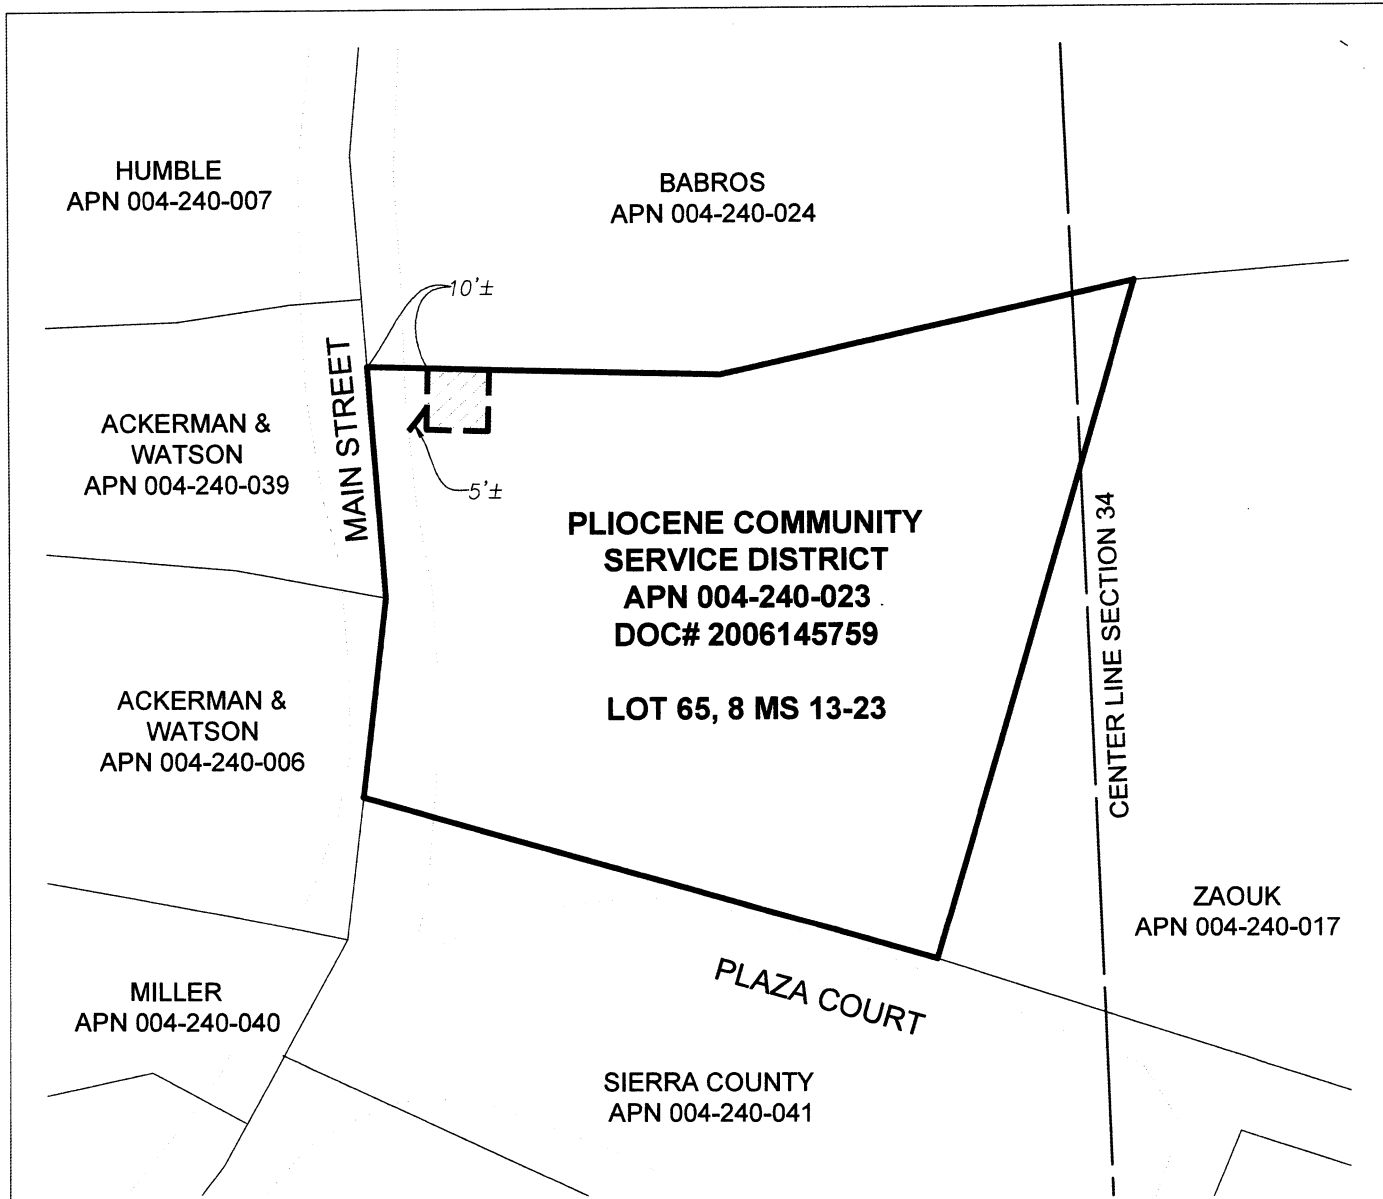 HUMBLE
APN 004-240-007
BABROS
APN 004-240-024
10'±
MAIN STREET
ACKERMAN &
WATSON
APN 004-240-039
5'±
PLIOCENE COMMUNITY
SERVICE DISTRICT
APN 004-240-023
DOC# 2006145759
LOT 65, 8 MS 13-23
CENTER LINE SECTION 34
ACKERMAN &
WATSON
APN 004-240-006
ZAOUK
APN 004-240-017
PLAZA COURT
MILLER
APN 004-240-040
SIERRA COUNTY
APN 004-240-041